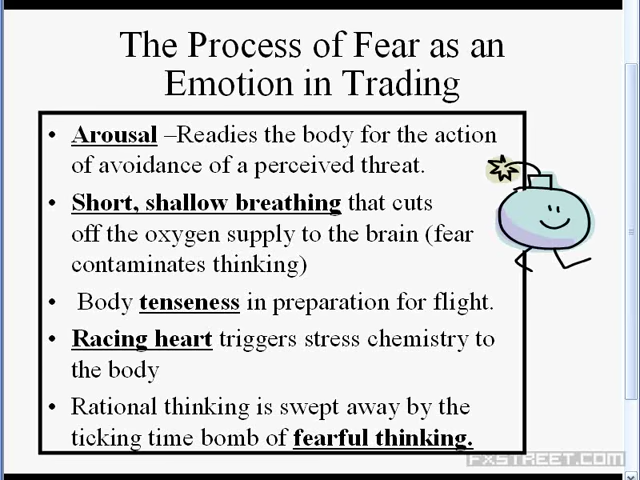 The Process of Fear as an
Emotion in Trading
• Arousal –Readies the body for the action
of avoidance of a perceived threat.
• Short, shallow breathing that cuts
off the oxygen supply to the brain (fear
contaminates thinking)
• Body tenseness in preparation for flight.
• Racing heart triggers stress chemistry to
the body
• Rational thinking is swept away by the
ticking time bomb of fearful thinking.
FXSTREET.COM